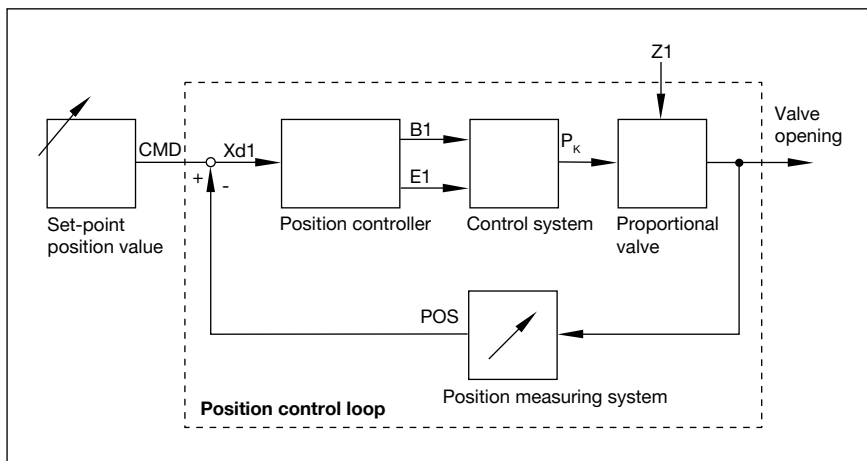 Z1
Valve
opening
CMD
Xd1
B1
E1
P_K
+
-
Set-point
position value
Position controller
Control system
Proportional
valve
POS
Position measuring system
Position control loop